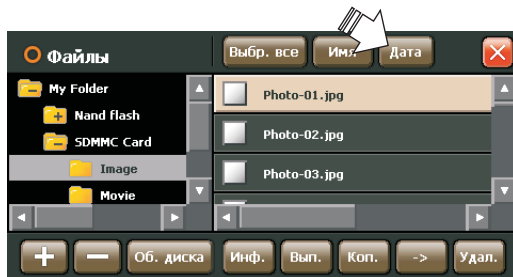 Файлы
Выбр. все Имя Дата
My Folder
Nand flash
SDMMC Card
Image
Movie
Photo-01.jpg
Photo-02.jpg
Photo-03.jpg
Об. диска Инф. Вып. Коп. -> Удал.